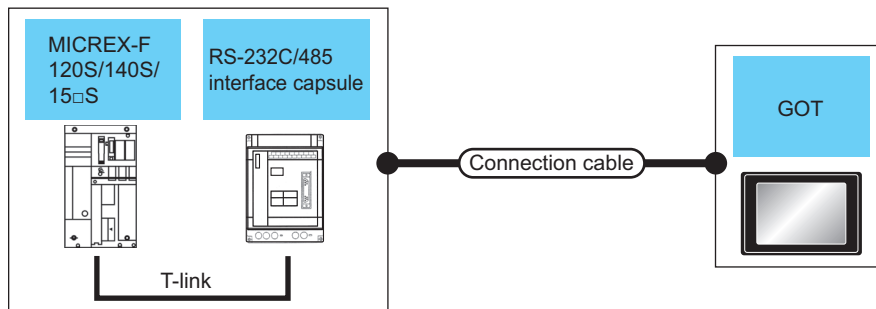 MICREX-F
120S/140S/
15□S
RS-232C/485
interface capsule
Connection cable
GOT
T-link